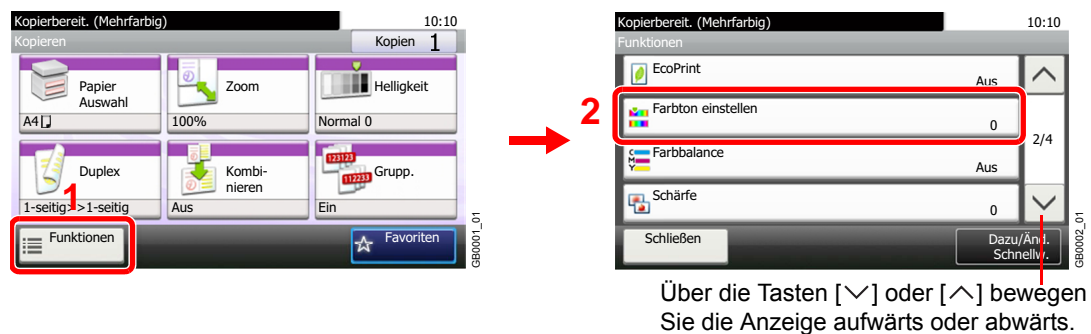 Kopierbereit. (Mehrfarbig) 10:10
Kopieren Kopien 1
Papier
Auswahl
A4
Zoom
100%
Helligkeit
Normal 0
Duplex
1-seitig>>1-seitig
Kombi-
nieren
Aus
123123
112233
Grupp.
Ein
1
Funktionen
Favoriten
GB0001_01
Kopierbereit. (Mehrfarbig) 10:10
Funktionen
EcoPrint
Aus
2
Farbton einstellen
0
2/4
C
M
Y
Farbbalance
Aus
Schärfe
0
Schließen
Dazu/Änd.
Schnellw.
GB0002_01
Über die Tasten [∨] oder [∧] bewegen
Sie die Anzeige aufwärts oder abwärts.